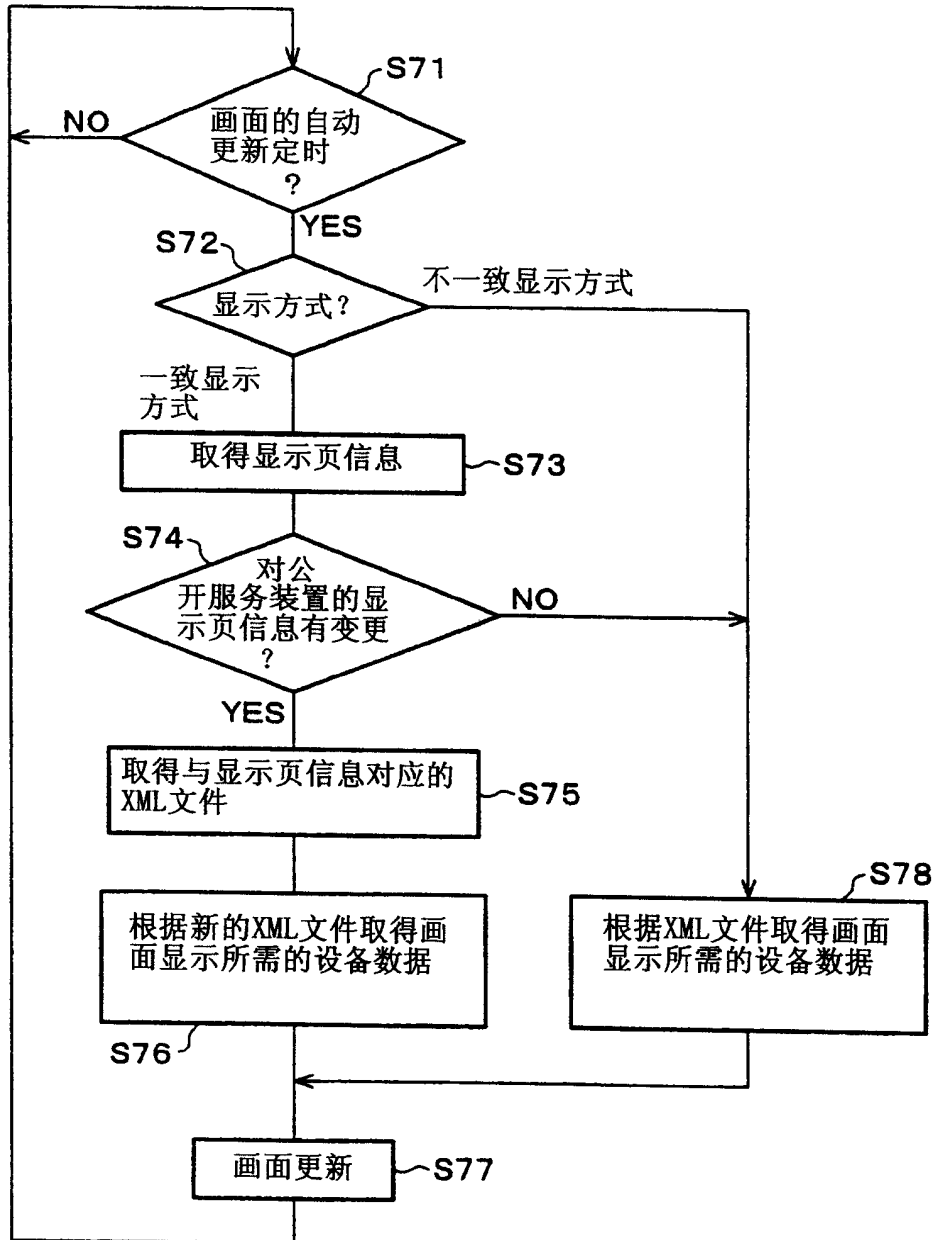 S71
画面的自动
更新定时
?
NO
YES
S72
显示方式?
不一致显示方式
一致显示
方式
取得显示页信息
S73
S74
对公
开服务装置的显
示页信息有变更
?
NO
YES
取得与显示页信息对应的
XML文件
S75
S78
根据新的XML文件取得画
面显示所需的设备数据
根据XML文件取得画面
显示所需的设备数据
S76
画面更新
S77